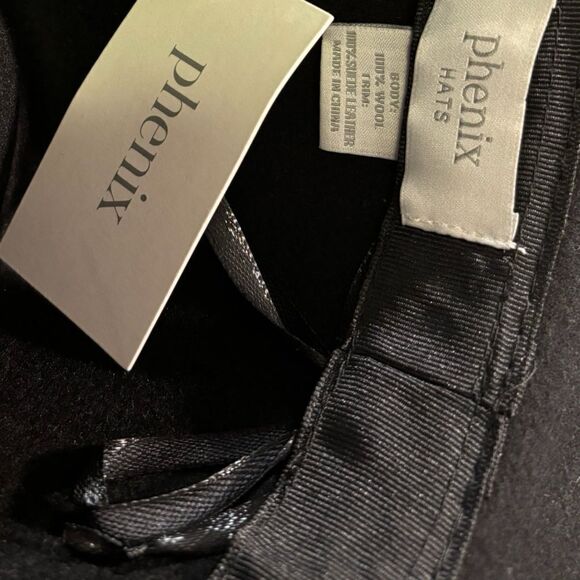 phenix
BODY:
100% WOOL
TRIM:
100% SUEDE LEATHER
MADE IN CHINA
phenix
HATS